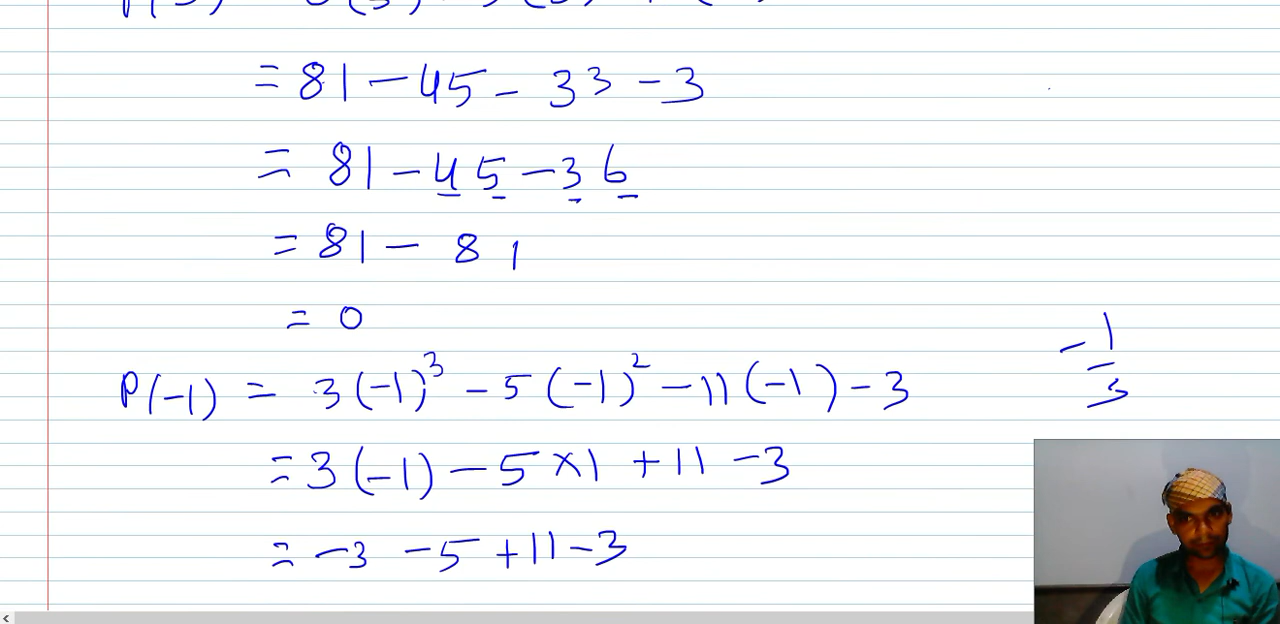 = 81 - 45 - 33 - 3
= 81 - 45 - 36
= 81 - 81
= 0
P(-1) = 3(-1)³ - 5(-1)² - 11(-1) - 3
-1/3
= 3(-1) - 5×1 + 11 - 3
= -3 - 5 + 11 - 3